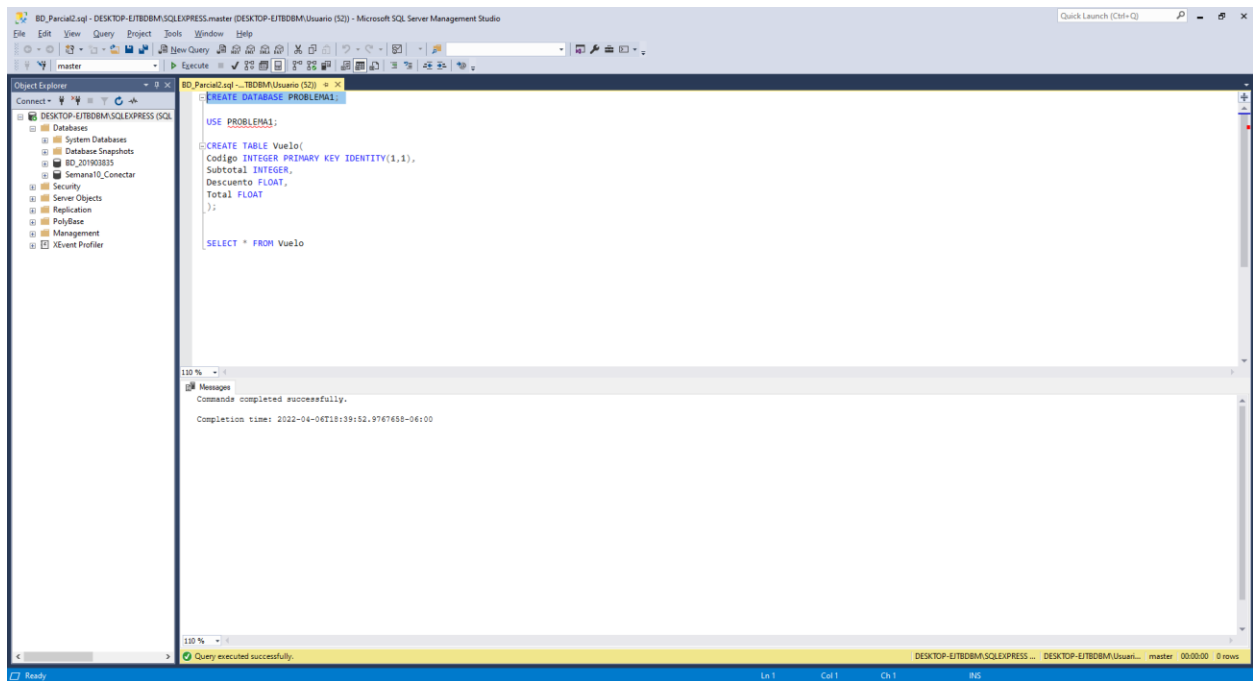 BD_Parcial2.sql - DESKTOP-EJTBDBM\SQLEXPRESS.master (DESKTOP-EJTBDBM\Usuario (52)) - Microsoft SQL Server Management Studio
Quick Launch (Ctrl+Q)
File Edit View Query Project Tools Window Help
New Query
master
Execute
Object Explorer
BD_Parcial2.sql -...TBDBM\Usuario (52))
Connect
DESKTOP-EJTBDBM\SQLEXPRESS (SQL
Databases
System Databases
Database Snapshots
BD_201903835
Semana10_Conectar
Security
Server Objects
Replication
PolyBase
Management
XEvent Profiler
CREATE DATABASE PROBLEMA1;
USE PROBLEMA1;
CREATE TABLE Vuelo(
Codigo INTEGER PRIMARY KEY IDENTITY(1,1),
Subtotal INTEGER,
Descuento FLOAT,
Total FLOAT
);
SELECT * FROM Vuelo
110 %
Messages
Commands completed successfully.
Completion time: 2022-04-06T18:39:52.9767658-06:00
110 %
Query executed successfully.
DESKTOP-EJTBDBM\SQLEXPRESS ... DESKTOP-EJTBDBM\Usuari... master 00:00:00 0 rows
Ready Ln 1 Col 1 Ch 1 INS